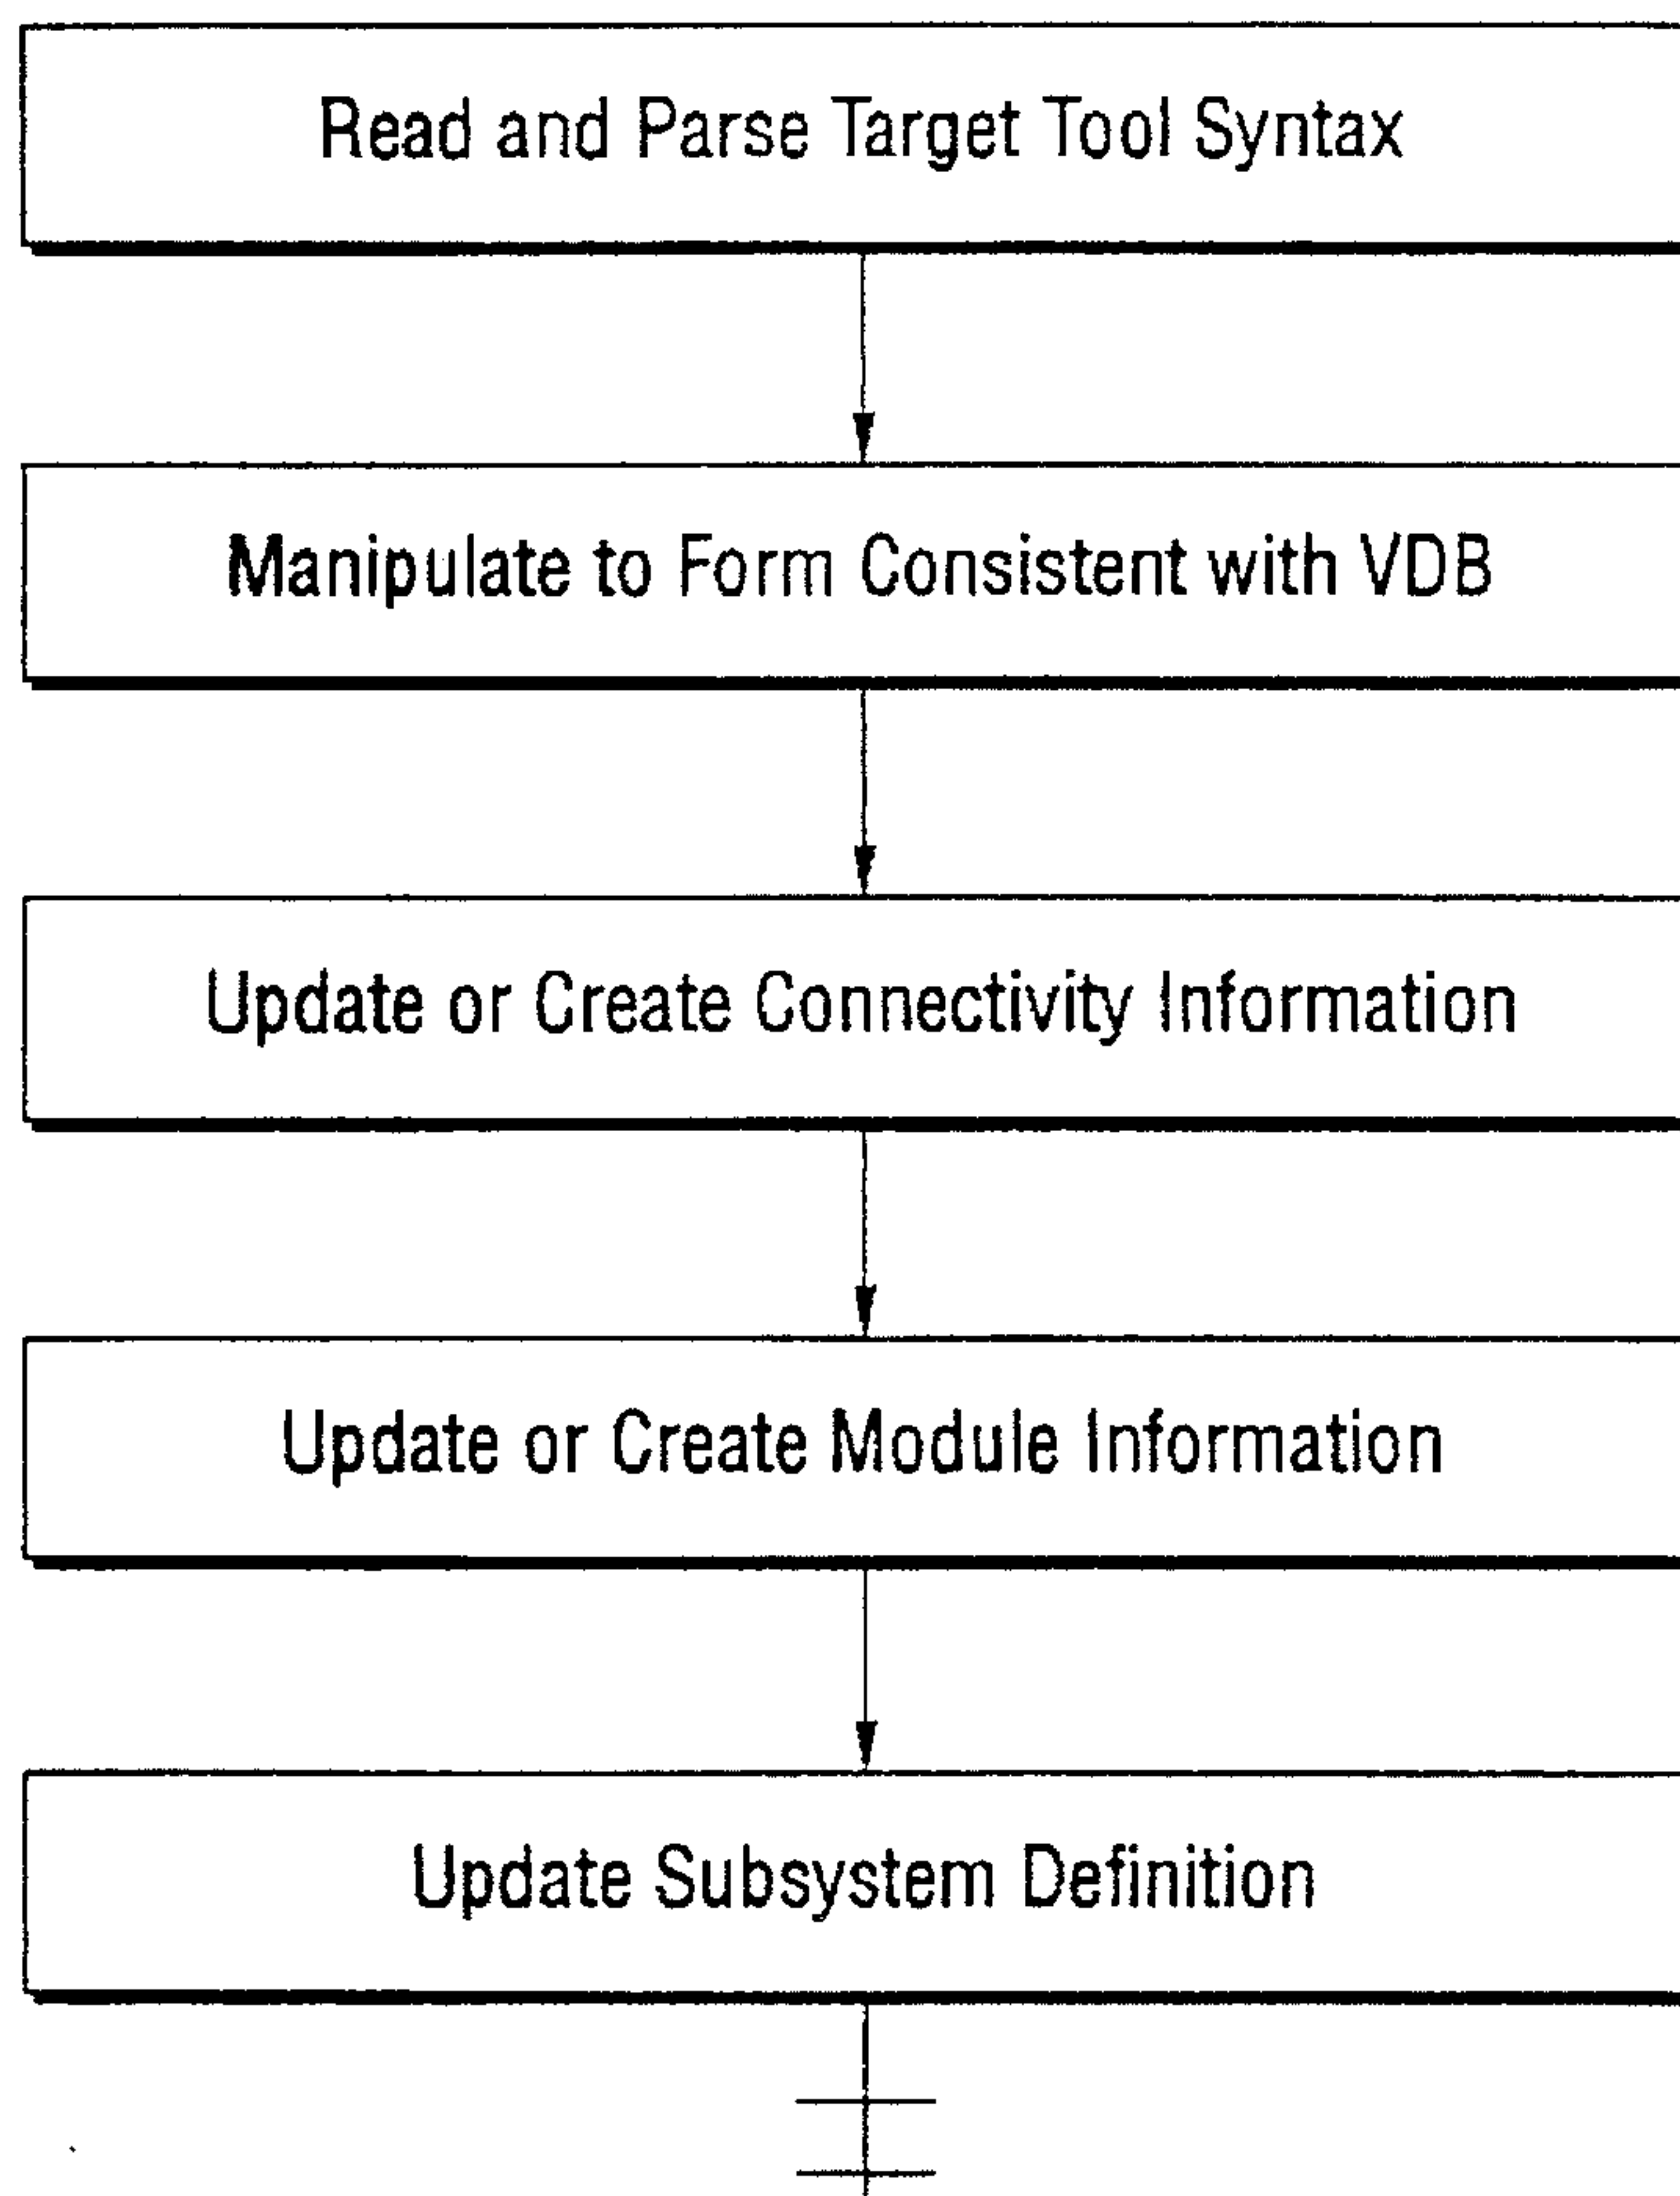 Read and Parse Target Tool Syntax
Manipulate to Form Consistent with VDB
Update or Create Connectivity Information
Update or Create Module Information
Update Subsystem Definition